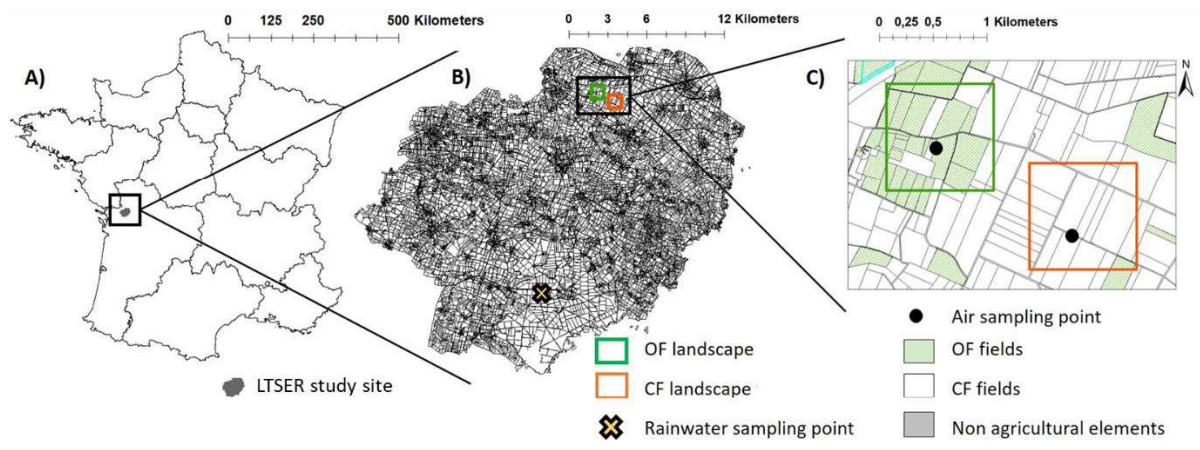 0 125 250 500 Kilometers
0 3 6 12 Kilometers
0 0,25 0,5 1 Kilometers
A)
B)
C)
N
LTSER study site
OF landscape
CF landscape
Rainwater sampling point
Air sampling point
OF fields
CF fields
Non agricultural elements